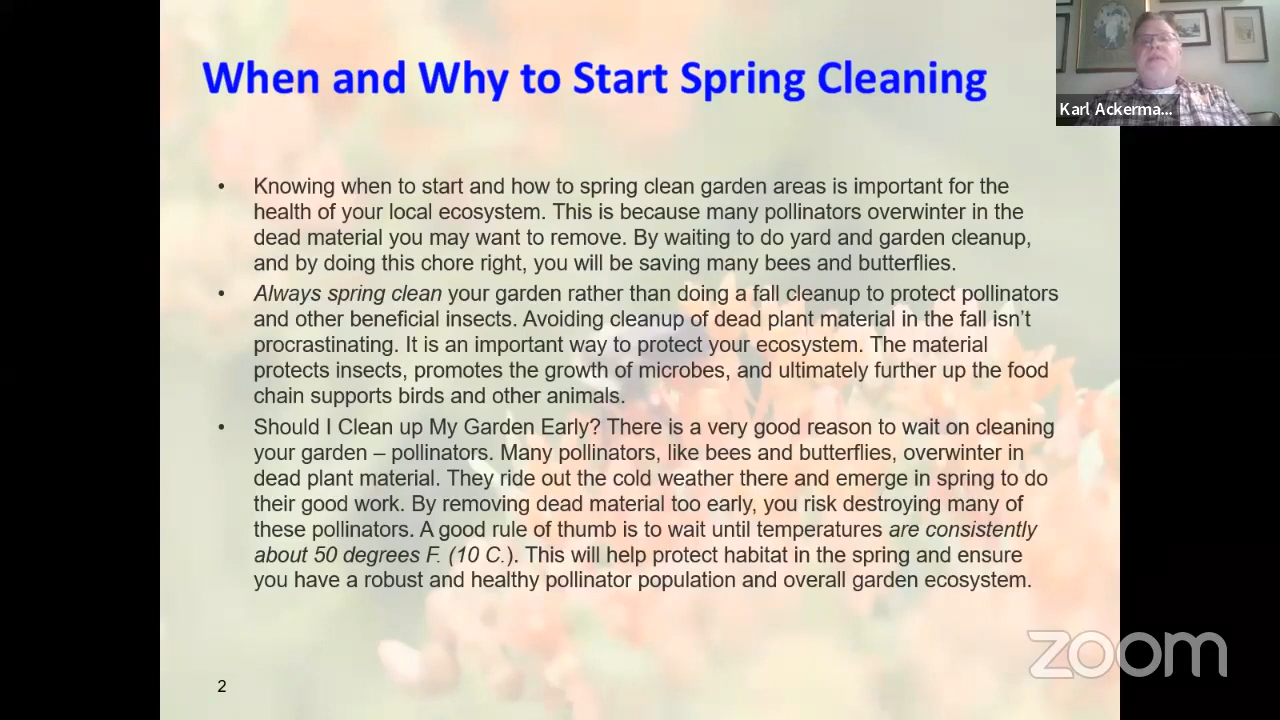 When and Why to Start Spring Cleaning
Karl Ackerma...
• Knowing when to start and how to spring clean garden areas is important for the
health of your local ecosystem. This is because many pollinators overwinter in the
dead material you may want to remove. By waiting to do yard and garden cleanup,
and by doing this chore right, you will be saving many bees and butterflies.
• Always spring clean your garden rather than doing a fall cleanup to protect pollinators
and other beneficial insects. Avoiding cleanup of dead plant material in the fall isn’t
procrastinating. It is an important way to protect your ecosystem. The material
protects insects, promotes the growth of microbes, and ultimately further up the food
chain supports birds and other animals.
• Should I Clean up My Garden Early? There is a very good reason to wait on cleaning
your garden – pollinators. Many pollinators, like bees and butterflies, overwinter in
dead plant material. They ride out the cold weather there and emerge in spring to do
their good work. By removing dead material too early, you risk destroying many of
these pollinators. A good rule of thumb is to wait until temperatures are consistently
about 50 degrees F. (10 C.). This will help protect habitat in the spring and ensure
you have a robust and healthy pollinator population and overall garden ecosystem.
zoom
2